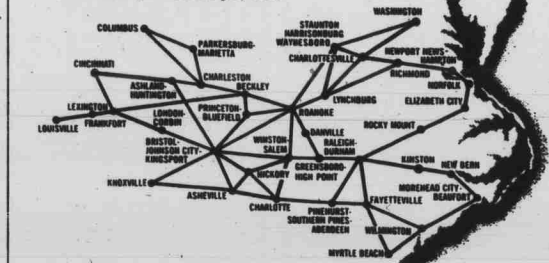 WASHINGTON
COLUMBUS
STAUNTON
HARRISONBURG
WAYNESBORO
PARKERSBURG-
MARIETTA
CHARLOTTESVILLE
NEWPORT NEWS-
HAMPTON
RICHMOND
NORFOLK
CINCINNATI
CHARLESTON
ASHLAND-
HUNTINGTON
BECKLEY
LYNCHBURG
ELIZABETH CITY
LEXINGTON
FRANKFORT
LOUISVILLE
LONDON-
CORBIN
PRINCETON-
BLUEFIELD
ROANOKE
DANVILLE
ROCKY MOUNT
BRISTOL-
JOHNSON CITY-
KINGSPORT
WINSTON
SALEM
RALEIGH-
DURHAM
GREENSBORO-
HIGH POINT
KINSTON
NEW BERN
HICKORY
KNOXVILLE
ASHEVILLE
CHARLOTTE
MOREHEAD CITY-
BEAUFORT
PINEHURST-
SOUTHERN PINES-
ABERDEEN
FAYETTEVILLE
WILMINGTON
MYRTLE BEACH